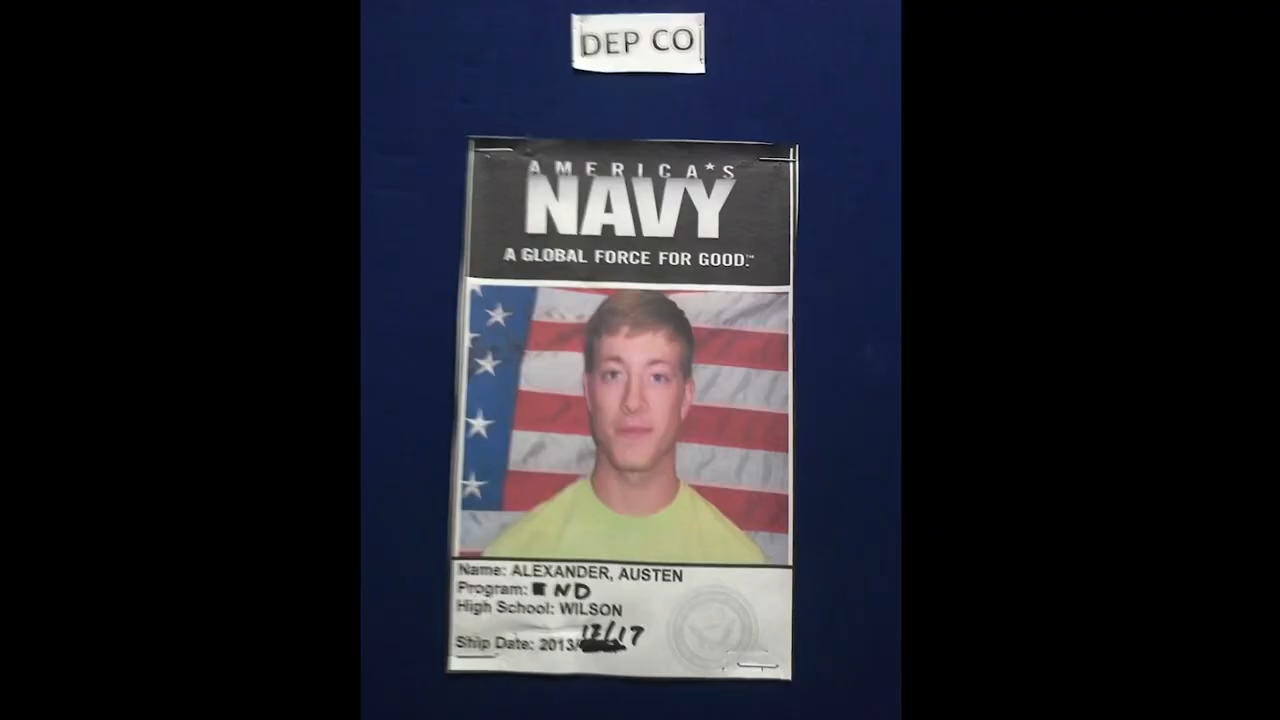 DEP CO
AMERICA★S
NAVY
A GLOBAL FORCE FOR GOOD.™
Name: ALEXANDER, AUSTEN
Program: ND
High School: WILSON
Ship Date: 2013/12/17